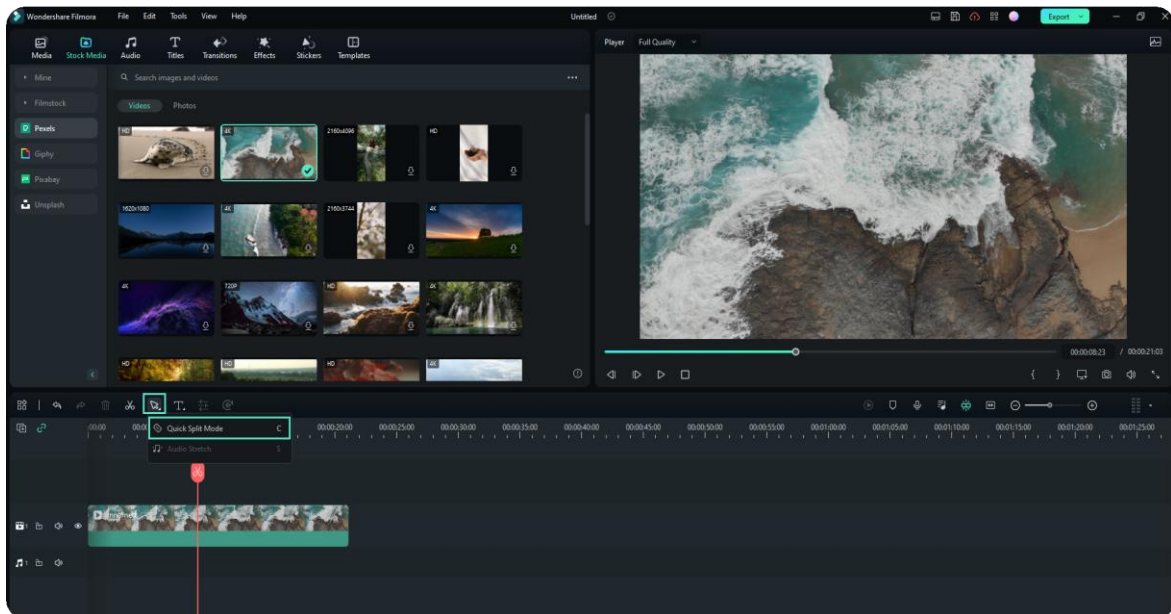 Wondershare Filmora File Edit Tools View Help Untitled Export
Media Stock Media Audio Titles Transitions Effects Stickers Templates
Player Full Quality
Mine
Search images and videos
Filmstock
Videos Photos
Pexels
HD 4K 2160x4096 HD
Giphy
Pixabay
Unsplash
1620x1080 4K 2160x3744 4K
4K 720P HD 4K
HD HD HD 4K
00:00:08:23 / 00:00:21:03
{ }
Quick Split Mode C
00:00:20:00 00:00:25:00 00:00:30:00 00:00:35:00 00:00:40:00 00:00:45:00 00:00:50:00 00:00:55:00 00:01:00:00 00:01:05:00 00:01:10:00 00:01:15:00 00:01:20:00 00:01:25:00
Audio Stretch S
1
1